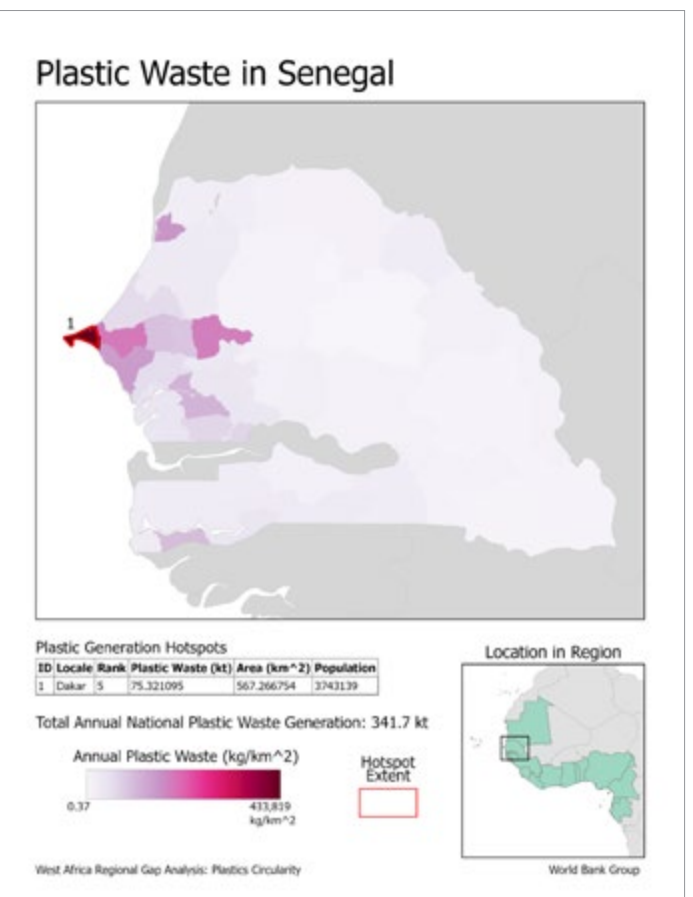 Plastic Waste in Senegal
1
Plastic Generation Hotspots
ID Locale Rank Plastic Waste (kt) Area (km^2) Population
1 Dakar 5 75.321095 567.266754 3743139
Total Annual National Plastic Waste Generation: 341.7 kt
Annual Plastic Waste (kg/km^2)
0.37
433,819
kg/km^2
Hotspot
Extent
Location in Region
West Africa Regional Gap Analysis: Plastics Circularity
World Bank Group